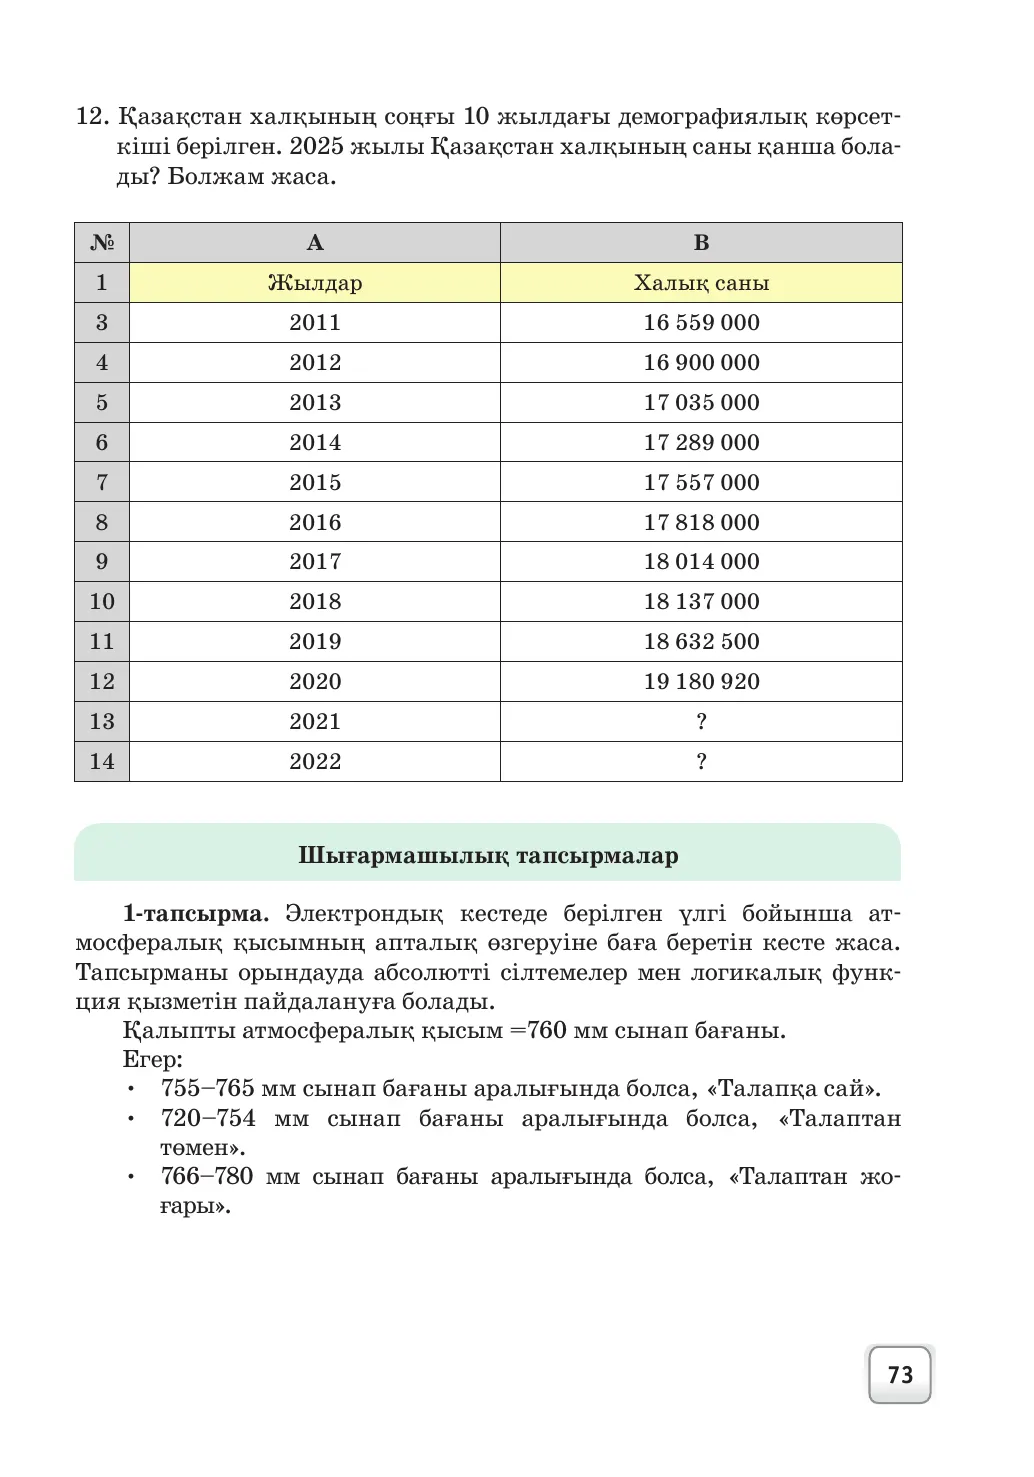 12. Қазақстан халқының соңғы 10 жылдағы демографиялық көрсет-
кіші берілген. 2025 жылы Қазақстан халқының саны қанша бола-
ды? Болжам жаса.
№ A B
1 Жылдар Халық саны
3 2011 16 559 000
4 2012 16 900 000
5 2013 17 035 000
6 2014 17 289 000
7 2015 17 557 000
8 2016 17 818 000
9 2017 18 014 000
10 2018 18 137 000
11 2019 18 632 500
12 2020 19 180 920
13 2021 ?
14 2022 ?
Шығармашылық тапсырмалар
1-тапсырма. Электрондық кестеде берілген үлгі бойынша ат-
мосфералық қысымның апталық өзгеруіне баға беретін кесте жаса.
Тапсырманы орындауда абсолютті сілтемелер мен логикалық функ-
ция қызметін пайдалануға болады.
Қалыпты атмосфералық қысым =760 мм сынап бағаны.
Егер:
• 755–765 мм сынап бағаны аралығында болса, «Талапқа сай».
• 720–754 мм сынап бағаны аралығында болса, «Талаптан
төмен».
• 766–780 мм сынап бағаны аралығында болса, «Талаптан жо-
ғары».
73